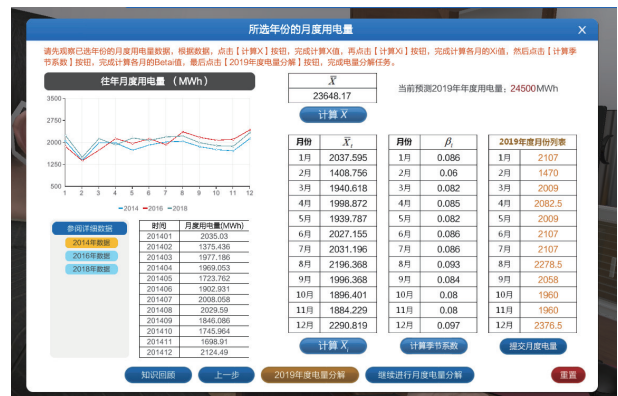 所选年份的月度用电量
X
请先观察已选年份的月度用电量数据，根据数据，点击【计算X】按钮，完成计算X值，再点击【计算Xi】按钮，完成计算各月的Xi值，然后点击【计算季
节系数】按钮，完成计算各月的Betai值，最后点击【2019年度电量分解】按钮，完成电量分解任务。
往年月度用电量 （MWh）
3500
2750
2000
1250
500
1 2 3 4 5 6 7 8 9 10 11 12
2014 2016 2018
参阅详细数据
2014年数据
2016年数据
2018年数据
时间 月度用电量(MWh)
201401 2035.03
201402 1375.436
201403 1977.186
201404 1969.053
201405 1723.762
201406 1902.931
201407 2008.058
201408 2029.59
201409 1846.086
201410 1745.964
201411 1698.91
201412 2124.49
X̅
23648.17
计算 X̅
当前预测2019年年度用电量：24500MWh
月份 X̅ᵢ
1月 2037.595
2月 1408.756
3月 1940.618
4月 1998.872
5月 1939.787
6月 2027.155
7月 2031.196
8月 2196.368
9月 1996.368
10月 1896.401
11月 1884.229
12月 2290.819
计算 X̅ᵢ
月份 βᵢ
1月 0.086
2月 0.06
3月 0.082
4月 0.085
5月 0.082
6月 0.086
7月 0.086
8月 0.093
9月 0.084
10月 0.08
11月 0.08
12月 0.097
计算季节系数
2019年度月份列表
1月 2107
2月 1470
3月 2009
4月 2082.5
5月 2009
6月 2107
7月 2107
8月 2278.5
9月 2058
10月 1960
11月 1960
12月 2376.5
提交月度电量
知识回顾
上一步
2019年度电量分解
继续进行月度电量分解
重置